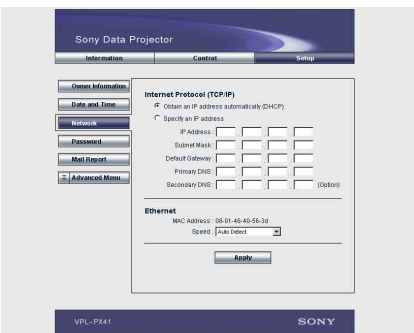 Sony Data Projector
Information Control Setup
Owner Information
Date and Time
Network
Password
Mail Report
Advanced Menu
Internet Protocol (TCP/IP)
Obtain an IP address automatically (DHCP)
Specify an IP address
IP Address :
Subnet Mask :
Default Gateway :
Primary DNS :
Secondary DNS : (Option)
Ethernet
MAC Address : 08-01-46-40-56-3d
Speed : Auto Detect
Apply
VPL-PX41 SONY